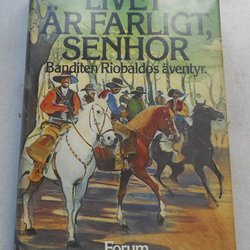 LIVET
ÄR FARLIGT,
SENHOR
Banditen Riobaldos äventyr.
Forum